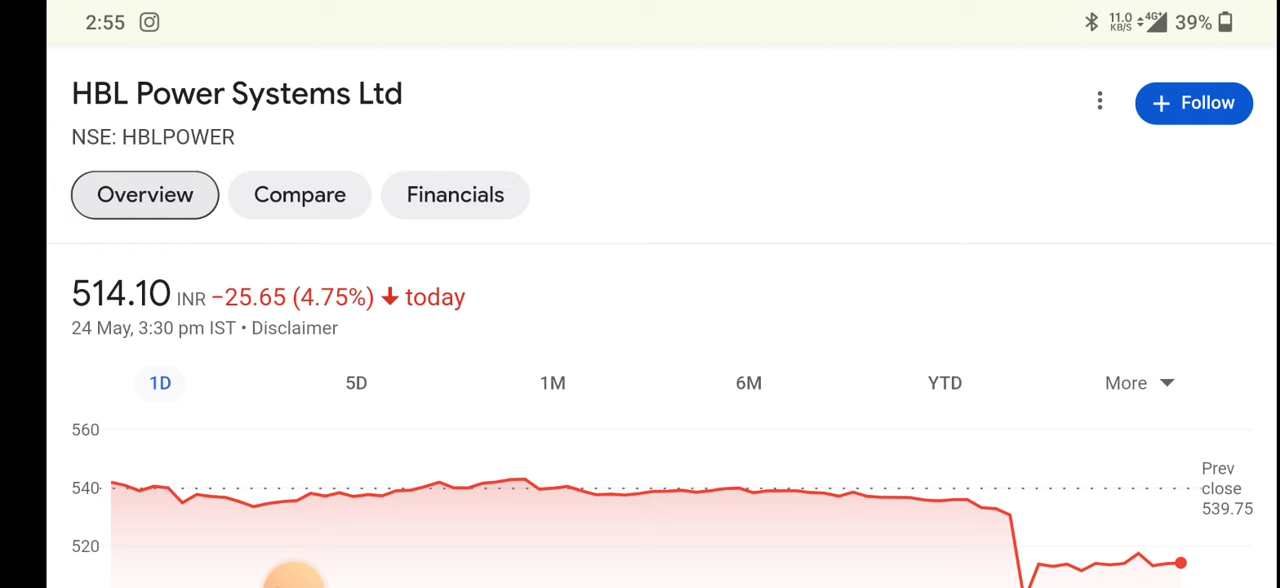 2:55 11.0 KB/S 4G+ 39%
HBL Power Systems Ltd
+ Follow
NSE: HBLPOWER
Overview Compare Financials
514.10 INR −25.65 (4.75%) ↓ today
24 May, 3:30 pm IST • Disclaimer
1D 5D 1M 6M YTD More
560
540
520
Prev
close
539.75